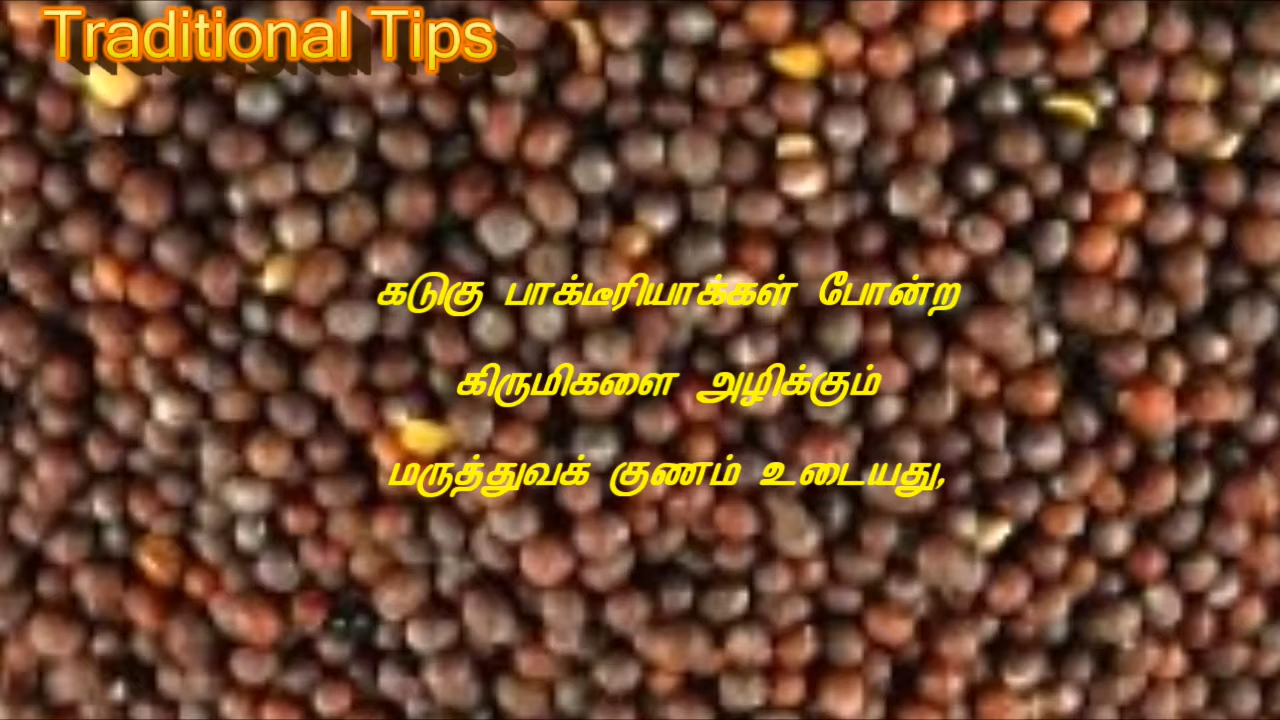 Traditional Tips
கடுகு பாக்டீரியாக்கள் போன்ற
கிருமிகளை அழிக்கும்
மருத்துவக் குணம் உடையது,